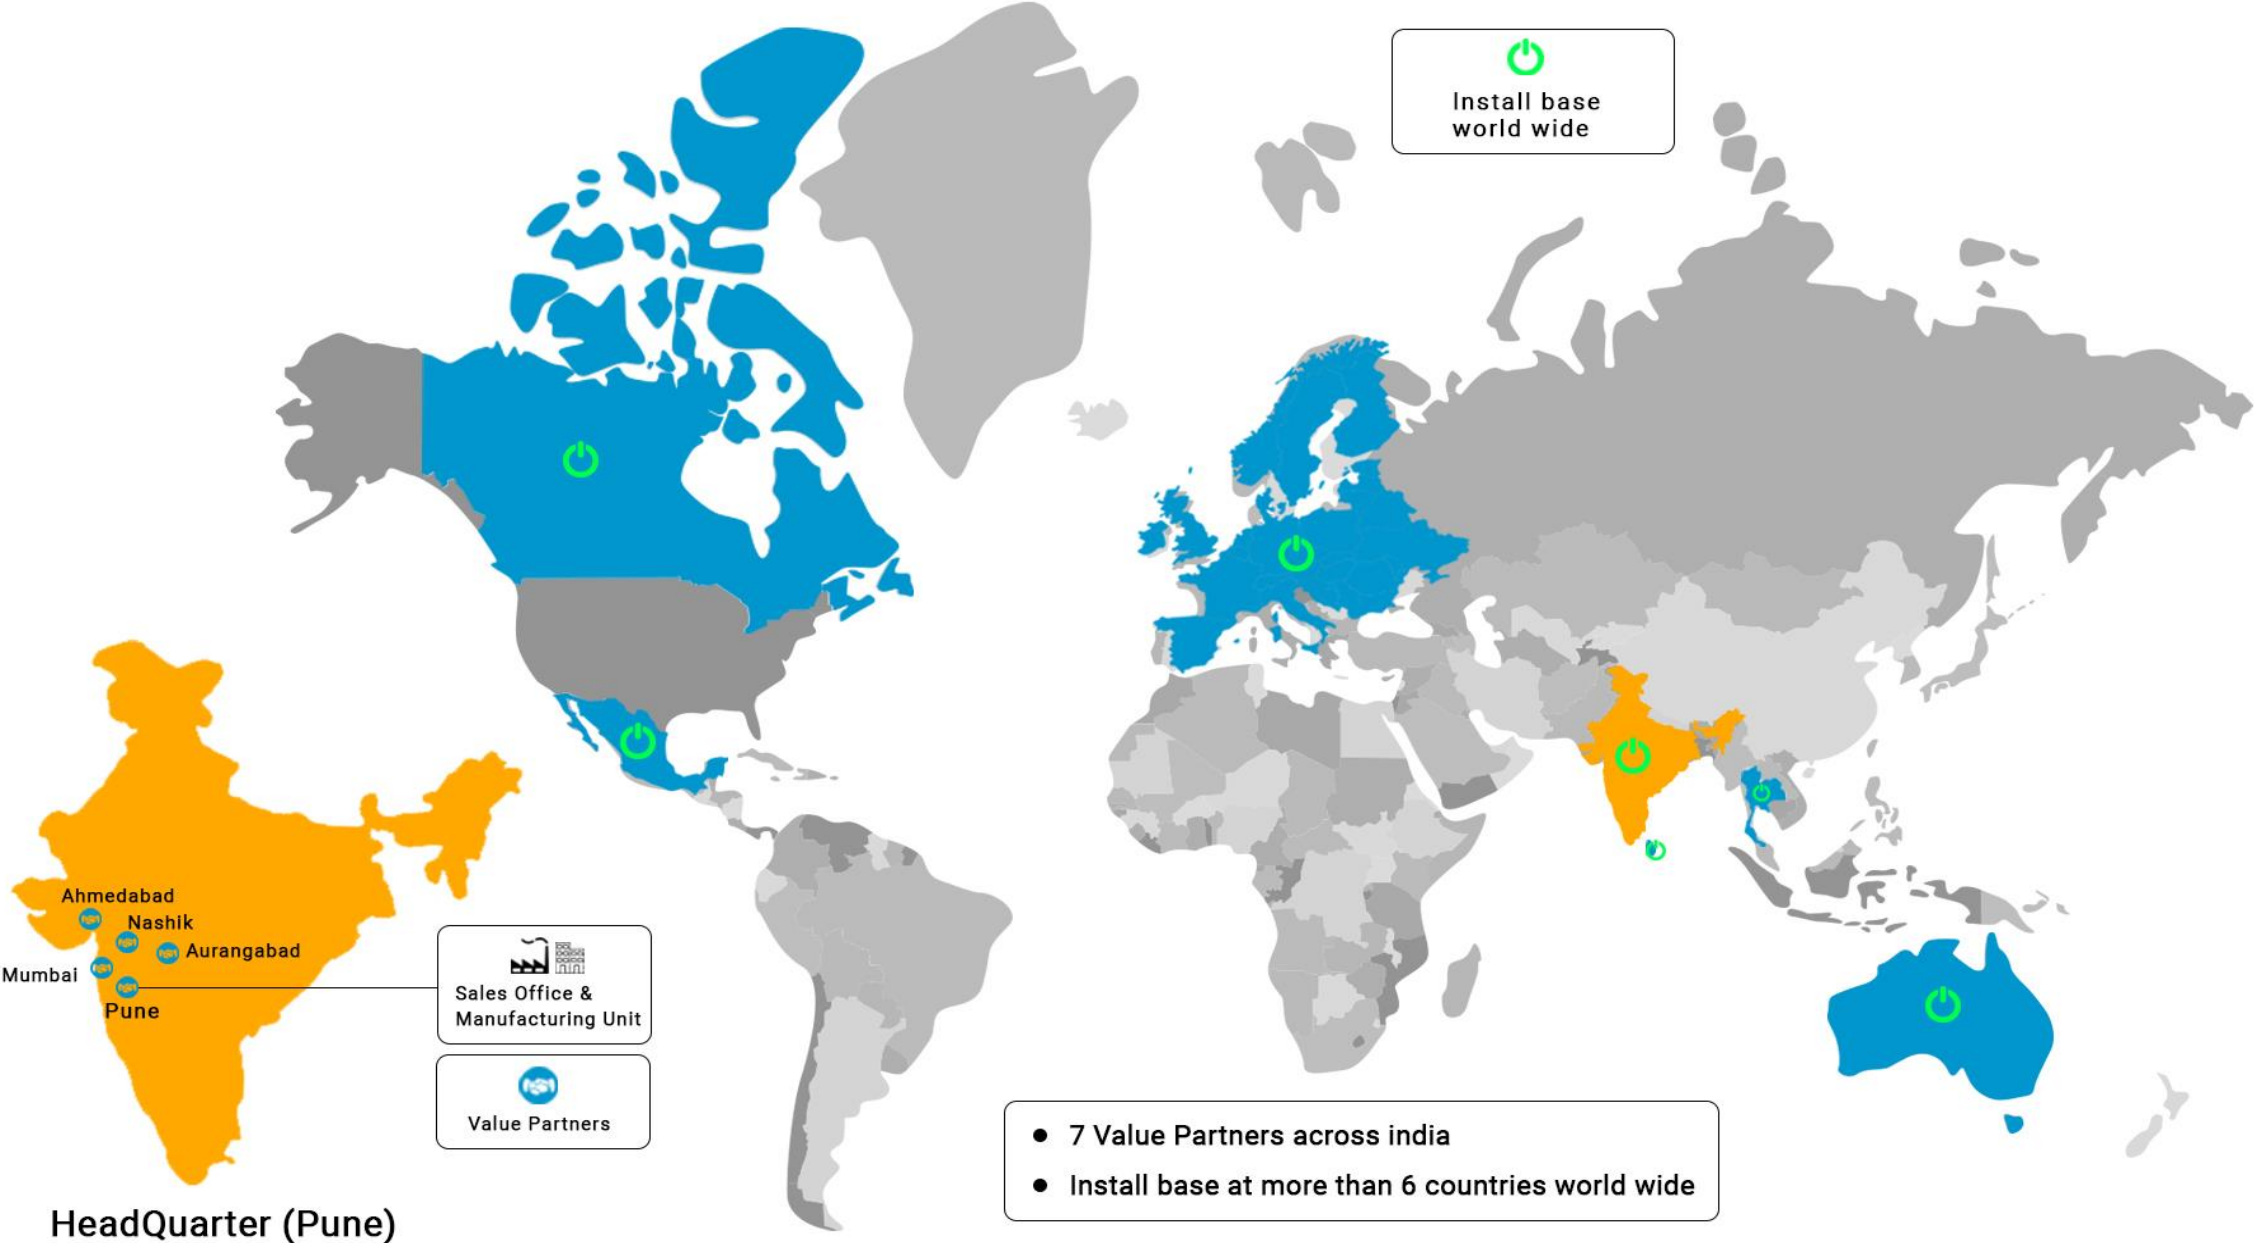 Install base
world wide
Ahmedabad
Nashik
Aurangabad
Mumbai
Pune
Sales Office &
Manufacturing Unit
Value Partners
● 7 Value Partners across india
● Install base at more than 6 countries world wide
HeadQuarter (Pune)